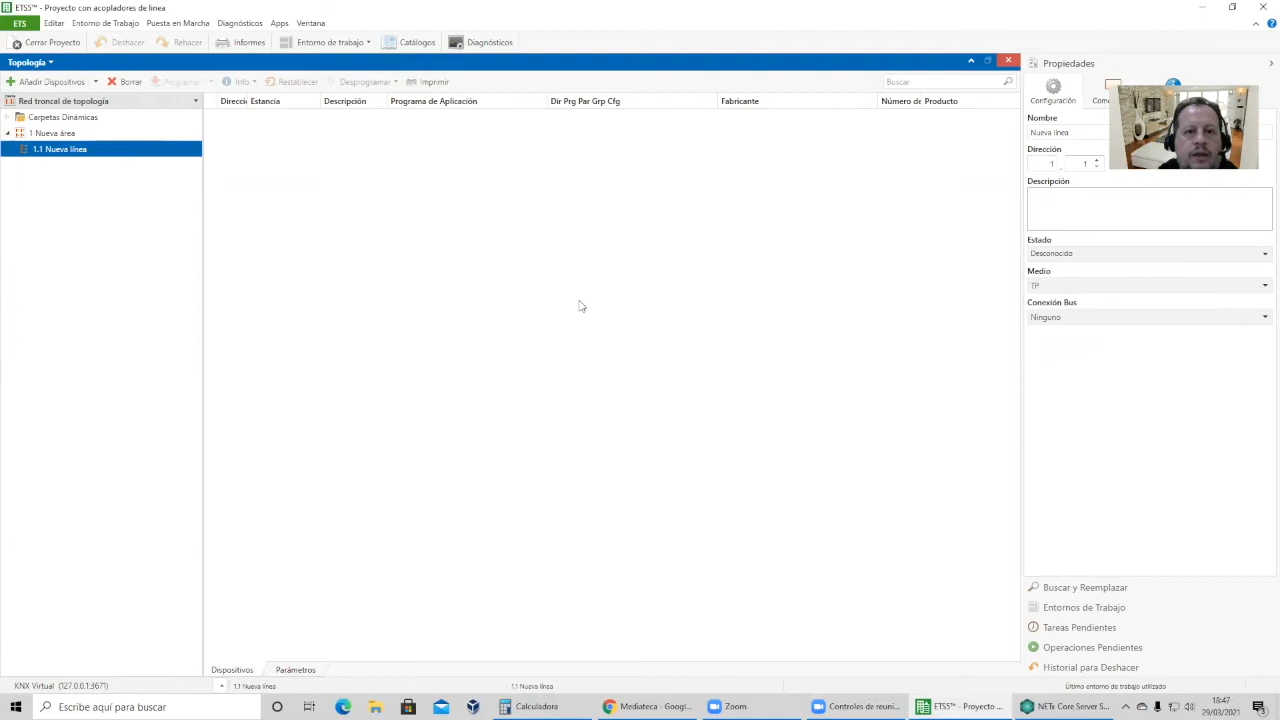 ETS5™ - Proyecto con acopladores de linea
ETS Editar Entorno de Trabajo Puesta en Marcha Diagnósticos Apps Ventana
Cerrar Proyecto Deshacer Rehacer Informes Entorno de trabajo Catálogos Diagnósticos
Topología
Añadir Dispositivos Borrar Programar Info Restablecer Desprogramar Imprimir Buscar
Red troncal de topología
Direcció Estancia Descripción Programa de Aplicación Dir Prg Par Grp Cfg Fabricante Número de Producto
Carpetas Dinámicas
1 Nueva área
1.1 Nueva línea
Propiedades
Configuración
Nombre
Nueva línea
Dirección
1 . 1
Descripción
Estado
Desconocido
Medio
TP
Conexión Bus
Ninguno
Buscar y Reemplazar
Entornos de Trabajo
Tareas Pendientes
Operaciones Pendientes
Historial para Deshacer
Dispositivos Parámetros
KNX Virtual (127.0.0.1:3671) 1.1 Nueva línea 1.1 Nueva línea Último entorno de trabajo utilizado
Escribe aquí para buscar
Calculadora
Mediateca - Googl...
Zoom
Controles de reuni...
ETS5™ - Proyecto ...
NETx Core Server S...
18:47
29/03/2021
3